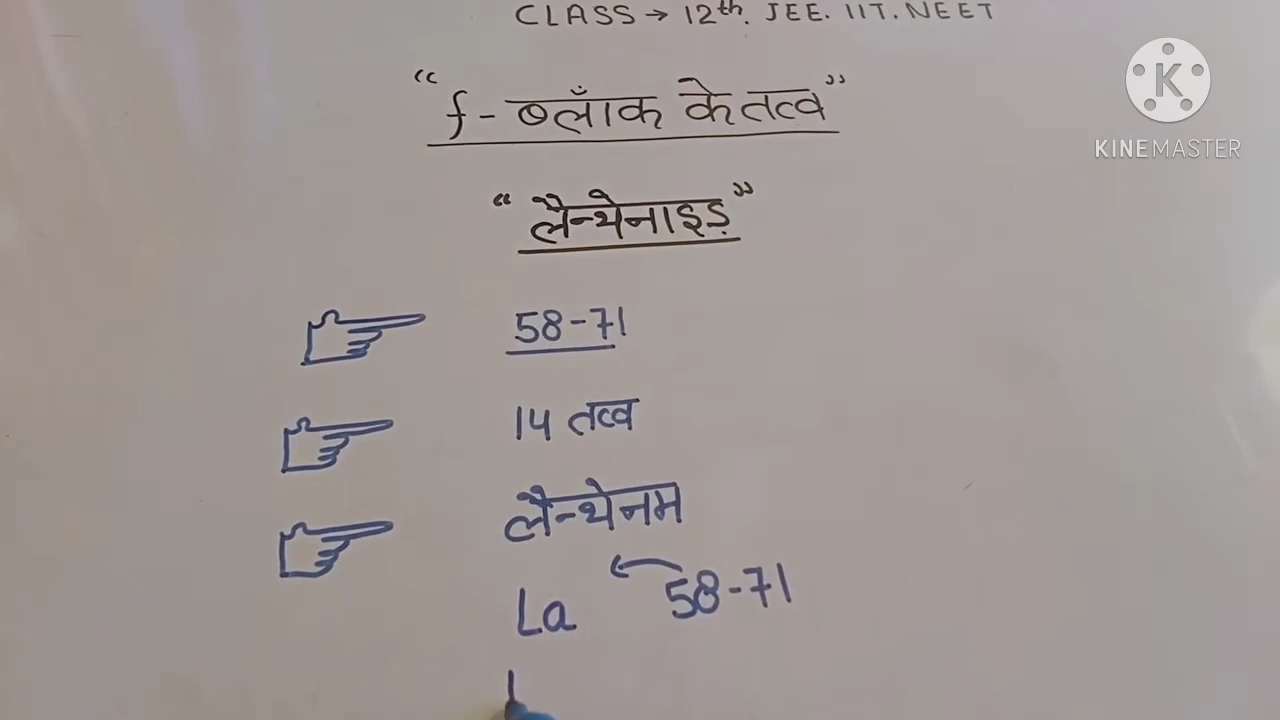 CLASS → 12th. JEE. IIT. NEET
K
KINEMASTER
"f - ब्लॉँक के तत्व"
"लैन्थेनाइड़"
58-71
14 तत्व
लैन्थेनम
La ← 58-71